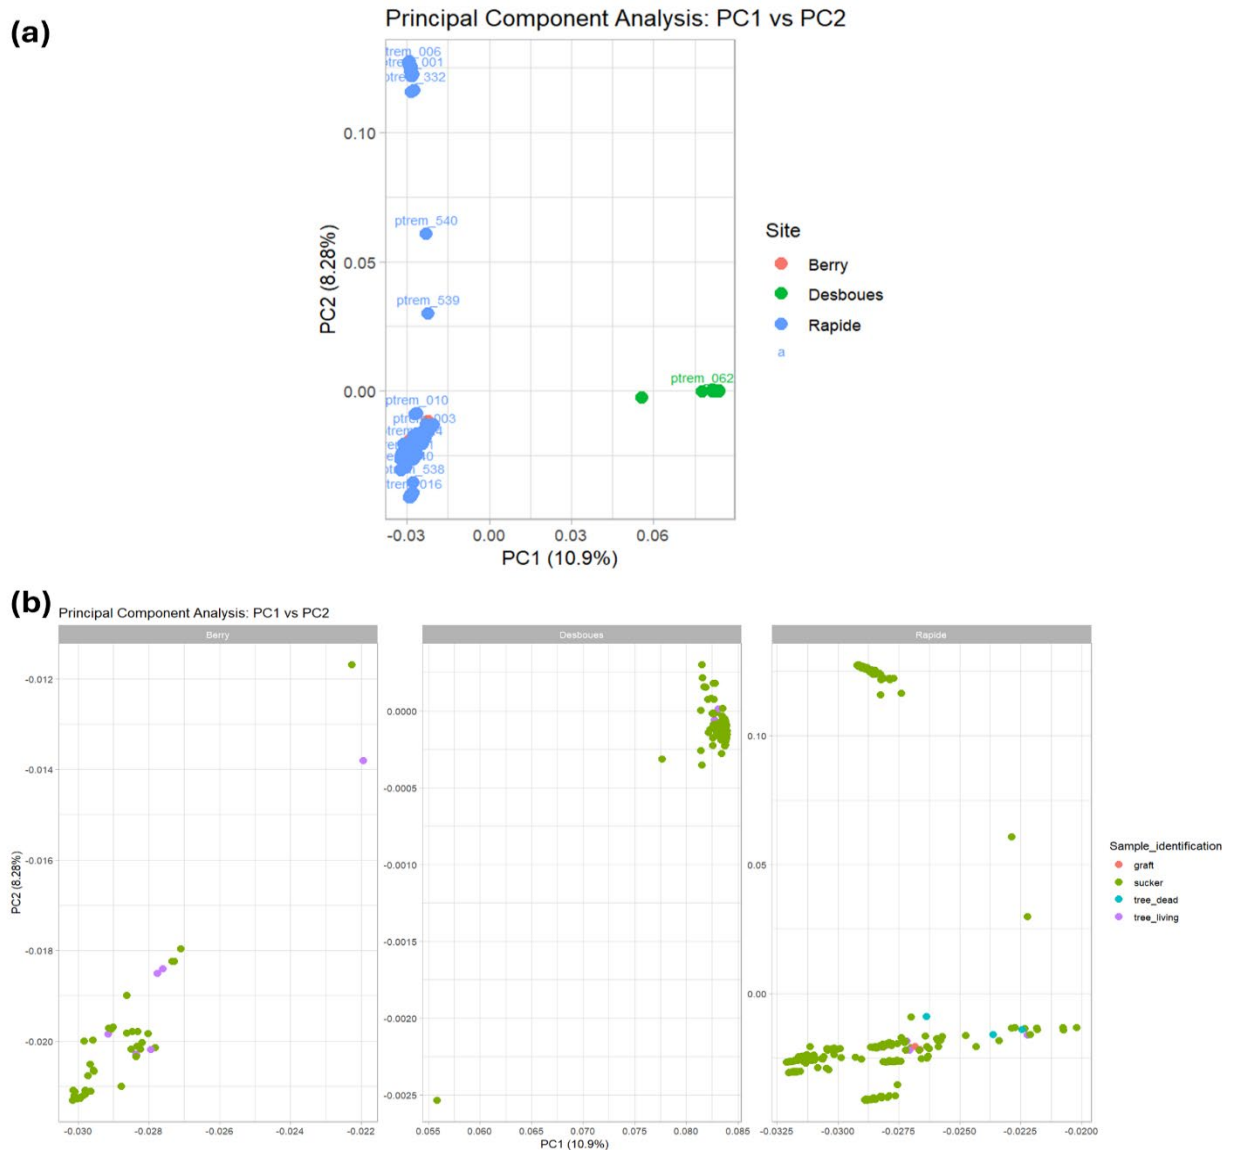 (a)
Principal Component Analysis: PC1 vs PC2
trem_006
ptrem_001
ptrem_332
0.10
ptrem_540
0.05
ptrem_539
0.00
ptrem_062
ptrem_010
ptrem_003
ptrem_538
trem_016
PC2 (8.28%)
-0.03 0.00 0.03 0.06
PC1 (10.9%)
Site
Berry
Desboues
Rapide
a
(b)
Principal Component Analysis: PC1 vs PC2
Berry Desboues Rapide
PC2 (8.28%)
-0.012
-0.014
-0.016
-0.018
-0.020
0.0000
-0.0005
-0.0010
-0.0015
-0.0020
-0.0025
0.10
0.05
0.00
-0.030 -0.028 -0.026 -0.024 -0.022
0.055 0.060 0.065 0.070 0.075 0.080 0.085
-0.0325 -0.0300 -0.0275 -0.0250 -0.0225 -0.0200
PC1 (10.9%)
Sample_identification
graft
sucker
tree_dead
tree_living